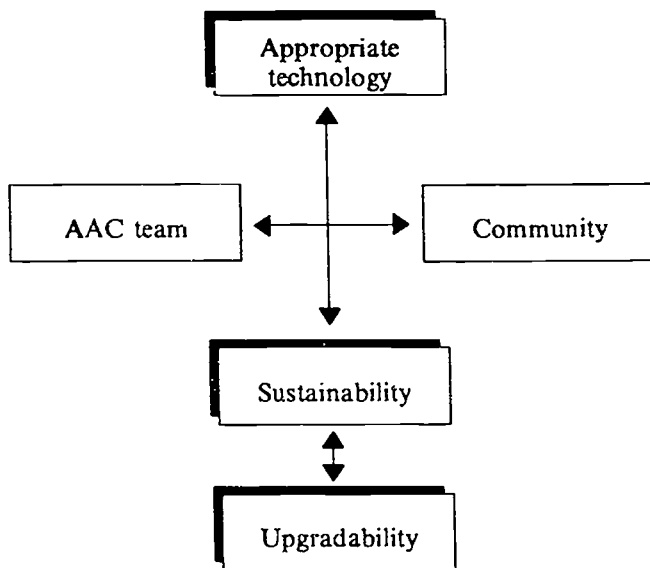 Appropriate
technology
AAC team
Community
Sustainability
Upgradability